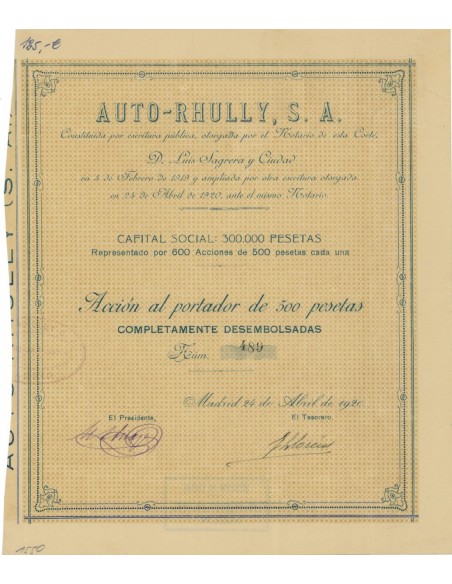 185,-€
AUTO-RHULLY, S. A.
Constituida por escritura pública, otorgada por el Notario de esta Corte,
D. Luis Sagrera y Ciudad
en 4 de Febrero de 1919 y ampliada por otra escritura otorgada
en 24 de Abril de 1920, ante el mismo Notario.
CAPITAL SOCIAL: 300.000 PESETAS
Representado por 600 Acciones de 500 pesetas cada una
Acción al portador de 500 pesetas
COMPLETAMENTE DESEMBOLSADAS
Núm. 489
Madrid 24 de Abril de 192
El Presidente,
El Tesorero.
1550